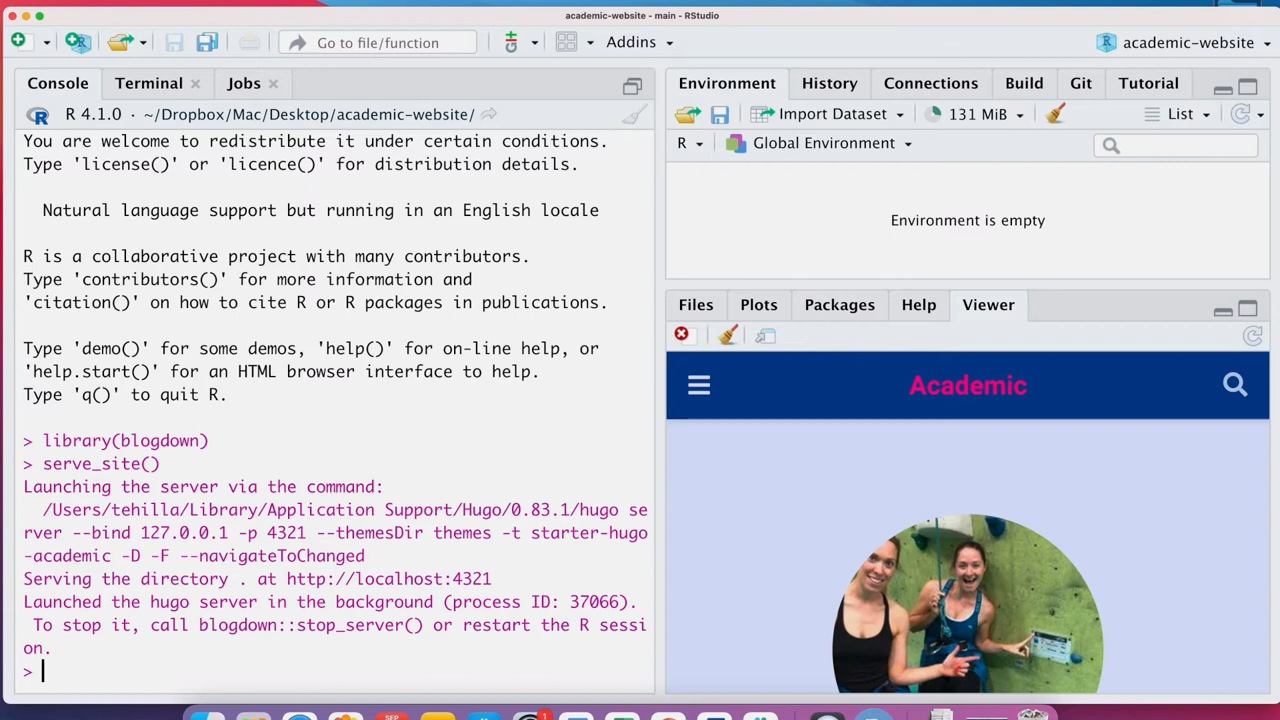 academic-website - main - RStudio
Go to file/function
Addins
academic-website
Console
Terminal
Jobs
R 4.1.0 · ~/Dropbox/Mac/Desktop/academic-website/
You are welcome to redistribute it under certain conditions.
Type 'license()' or 'licence()' for distribution details.
Natural language support but running in an English locale
R is a collaborative project with many contributors.
Type 'contributors()' for more information and
'citation()' on how to cite R or R packages in publications.
Type 'demo()' for some demos, 'help()' for on-line help, or
'help.start()' for an HTML browser interface to help.
Type 'q()' to quit R.
> library(blogdown)
> serve_site()
Launching the server via the command:
/Users/tehilla/Library/Application Support/Hugo/0.83.1/hugo se
rver --bind 127.0.0.1 -p 4321 --themesDir themes -t starter-hugo
-academic -D -F --navigateToChanged
Serving the directory . at http://localhost:4321
Launched the hugo server in the background (process ID: 37066).
To stop it, call blogdown::stop_server() or restart the R sessi
on.
>
Environment
History
Connections
Build
Git
Tutorial
Import Dataset
131 MiB
List
R
Global Environment
Environment is empty
Files
Plots
Packages
Help
Viewer
Academic
SEP
1